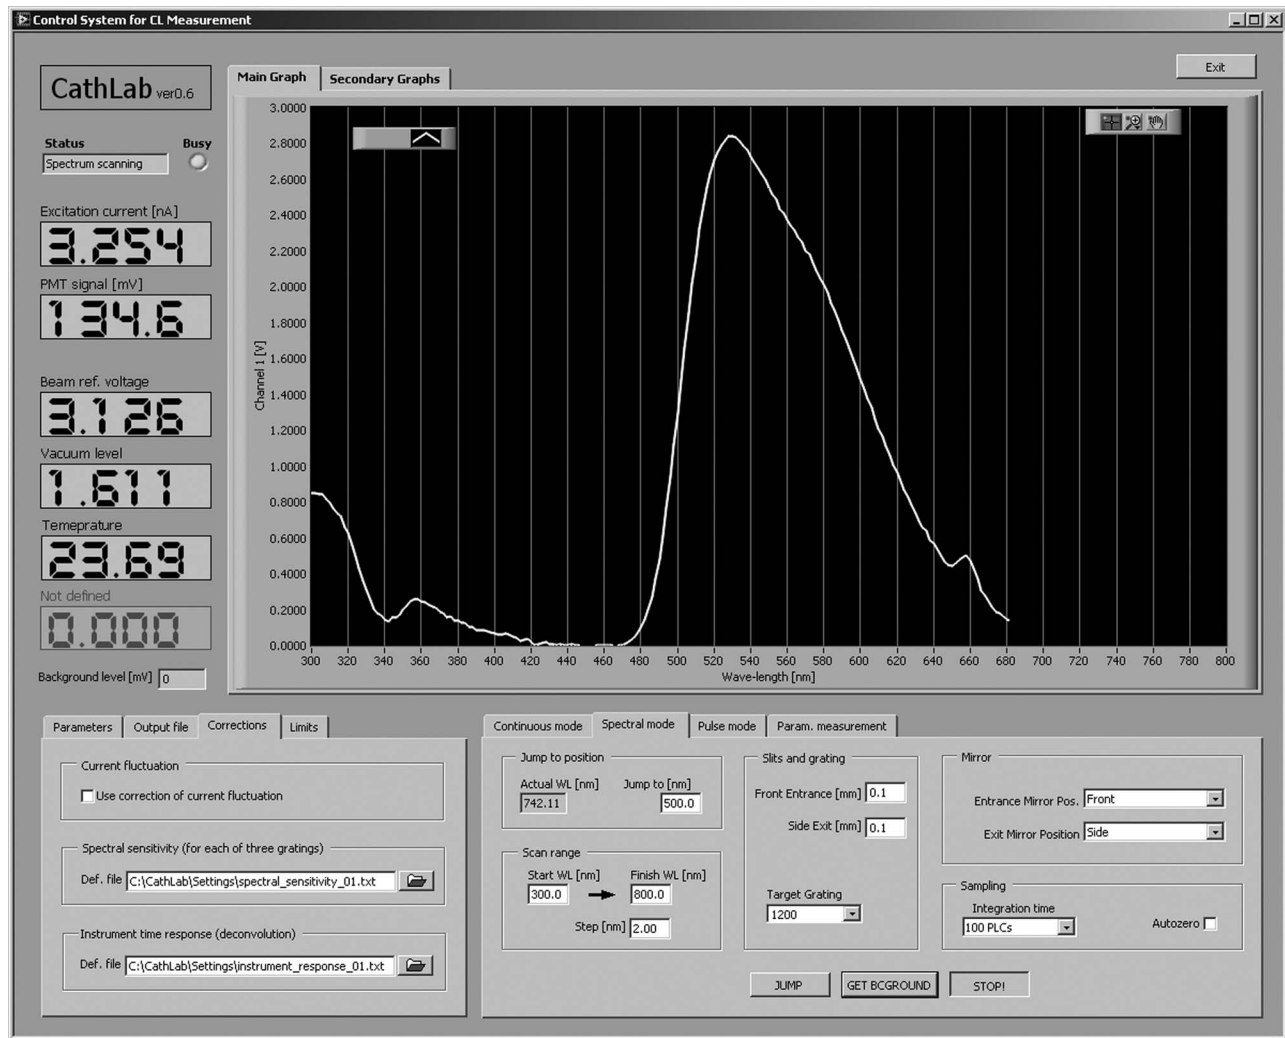 Control System for CL Measurement
CathLab ver0.6
Main Graph
Secondary Graphs
Exit
Status
Busy
Spectrum scanning
Excitation current [nA]
3.254
PMT signal [mV]
134.6
Beam ref. voltage
3.126
Vacuum level
1.611
Temeprature
23.69
Not defined
0.000
Background level [mV] 0
Channel 1 [V]
3.0000
2.8000
2.6000
2.4000
2.2000
2.0000
1.8000
1.6000
1.4000
1.2000
1.0000
0.8000
0.6000
0.4000
0.2000
0.0000
300 320 340 360 380 400 420 440 460 480 500 520 540 560 580 600 620 640 660 680 700 720 740 760 780 800
Wave-length [nm]
Parameters
Output file
Corrections
Limits
Current fluctuation
Use correction of current fluctuation
Spectral sensitivity (for each of three gratings)
Def. file C:\CathLab\Settings\spectral_sensitivity_01.txt
Instrument time response (deconvolution)
Def. file C:\CathLab\Settings\instrument_response_01.txt
Continuous mode
Spectral mode
Pulse mode
Param. measurement
Jump to position
Actual WL [nm] Jump to [nm]
742.11 500.0
Scan range
Start WL [nm] Finish WL [nm]
300.0 800.0
Step [nm] 2.00
Slits and grating
Front Entrance [mm] 0.1
Side Exit [mm] 0.1
Target Grating
1200
Mirror
Entrance Mirror Pos. Front
Exit Mirror Position Side
Sampling
Integration time
100 PLCs
Autozero
JUMP
GET BCGROUND
STOP!